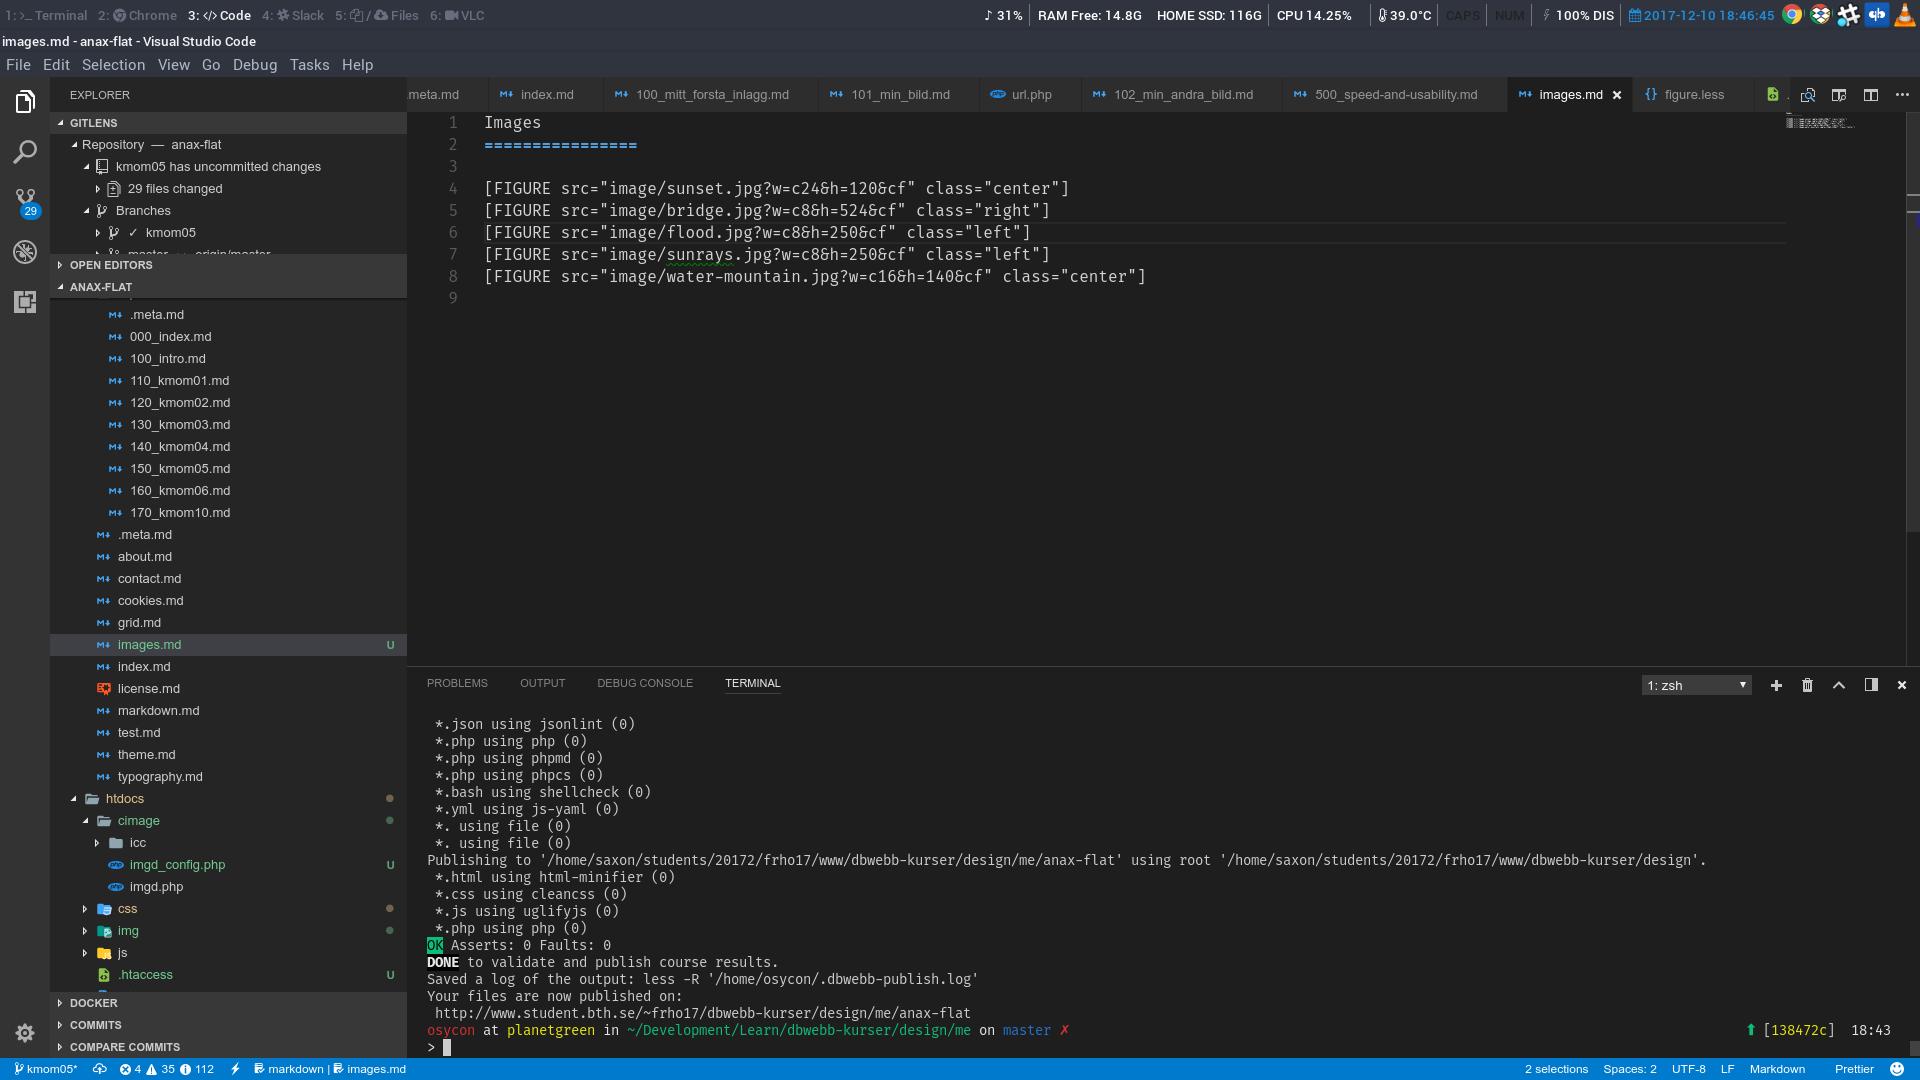 1: >_ Terminal 2: Chrome 3: </> Code 4: Slack 5: / Files 6: VLC
♪ 31% RAM Free: 14.8G HOME SSD: 116G CPU 14.25% 39.0°C CAPS NUM ⚡ 100% DIS 2017-12-10 18:46:45
images.md - anax-flat - Visual Studio Code
File Edit Selection View Go Debug Tasks Help
EXPLORER
GITLENS
Repository — anax-flat
kmom05 has uncommitted changes
29 files changed
Branches
✓ kmom05
master origin/master
29
OPEN EDITORS
ANAX-FLAT
.meta.md
000_index.md
100_intro.md
110_kmom01.md
120_kmom02.md
130_kmom03.md
140_kmom04.md
150_kmom05.md
160_kmom06.md
170_kmom10.md
.meta.md
about.md
contact.md
cookies.md
grid.md
images.md U
index.md
license.md
markdown.md
test.md
theme.md
typography.md
htdocs
cimage
icc
imgd_config.php U
imgd.php
css
img
js
.htaccess U
DOCKER
COMMITS
COMPARE COMMITS
.meta.md index.md 100_mitt_forsta_inlagg.md 101_min_bild.md url.php 102_min_andra_bild.md 500_speed-and-usability.md images.md × {} figure.less .
1 Images
2 ================
3
4 [FIGURE src="image/sunset.jpg?w=c24&h=120&cf" class="center"]
5 [FIGURE src="image/bridge.jpg?w=c8&h=524&cf" class="right"]
6 [FIGURE src="image/flood.jpg?w=c8&h=250&cf" class="left"]
7 [FIGURE src="image/sunrays.jpg?w=c8&h=250&cf" class="left"]
8 [FIGURE src="image/water-mountain.jpg?w=c16&h=140&cf" class="center"]
9
PROBLEMS OUTPUT DEBUG CONSOLE TERMINAL 1: zsh
*.json using jsonlint (0)
*.php using php (0)
*.php using phpmd (0)
*.php using phpcs (0)
*.bash using shellcheck (0)
*.yml using js-yaml (0)
*. using file (0)
*. using file (0)
Publishing to '/home/saxon/students/20172/frho17/www/dbwebb-kurser/design/me/anax-flat' using root '/home/saxon/students/20172/frho17/www/dbwebb-kurser/design'.
*.html using html-minifier (0)
*.css using cleancss (0)
*.js using uglifyjs (0)
*.php using php (0)
OK Asserts: 0 Faults: 0
DONE to validate and publish course results.
Saved a log of the output: less -R '/home/osycon/.dbwebb-publish.log'
Your files are now published on:
http://www.student.bth.se/~frho17/dbwebb-kurser/design/me/anax-flat
osycon at planetgreen in ~/Development/Learn/dbwebb-kurser/design/me on master ✗ ⬆ [138472c] 18:43
>
kmom05* 4 35 112 markdown | images.md 2 selections Spaces: 2 UTF-8 LF Markdown Prettier